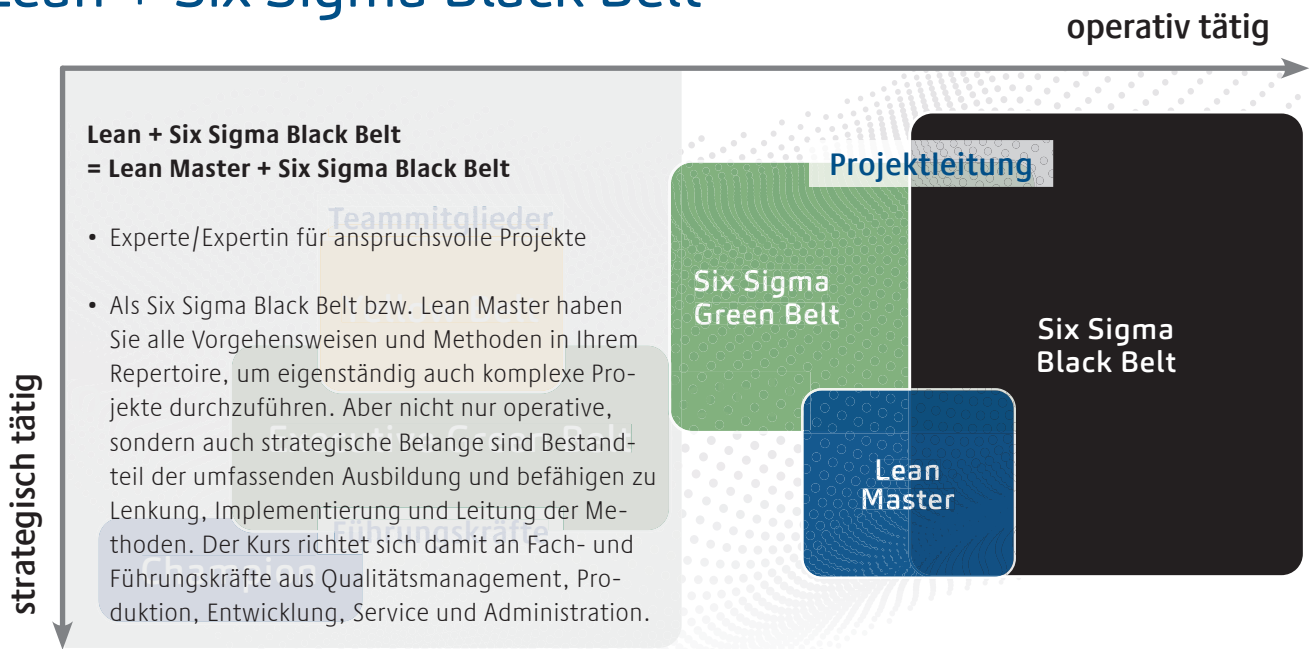 Lean + Six Sigma Black Belt
operativ tätig
strategisch tätig
Lean + Six Sigma Black Belt
= Lean Master + Six Sigma Black Belt
Teammitglieder
• Experte/Expertin für anspruchsvolle Projekte
• Als Six Sigma Black Belt bzw. Lean Master haben
Sie alle Vorgehensweisen und Methoden in Ihrem
Repertoire, um eigenständig auch komplexe Pro-
jekte durchzuführen. Aber nicht nur operative,
sondern auch strategische Belange sind Bestand-
teil der umfassenden Ausbildung und befähigen zu
Lenkung, Implementierung und Leitung der Me-
thoden. Der Kurs richtet sich damit an Fach- und
Führungskräfte aus Qualitätsmanagement, Pro-
duktion, Entwicklung, Service und Administration.
Führungskräfte
Champion
Projektleitung
Six Sigma
Green Belt
Six Sigma
Black Belt
Lean
Master